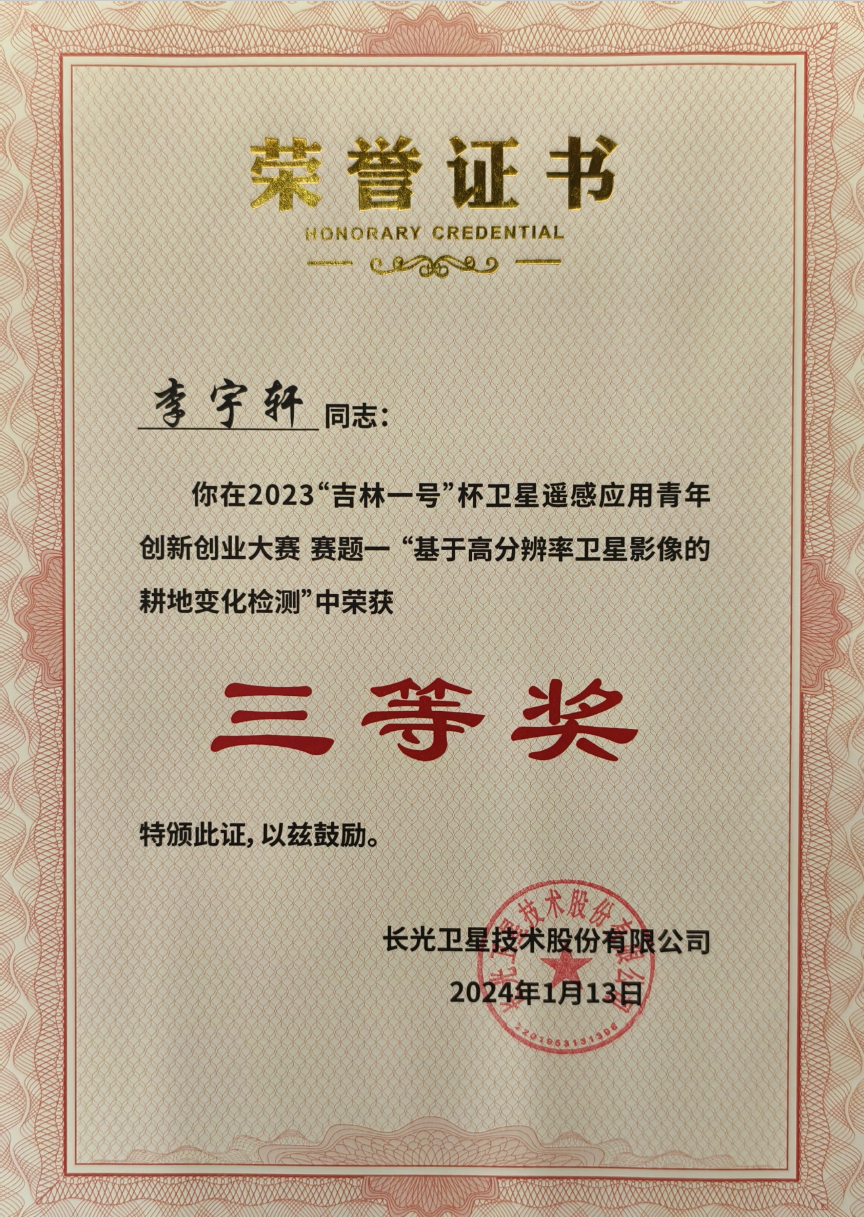 荣誉证书
HONORARY CREDENTIAL
李宇轩 同志：
你在2023“吉林一号”杯卫星遥感应用青年
创新创业大赛 赛题一 “基于高分辨率卫星影像的
耕地变化检测”中荣获
三等奖
特颁此证，以兹鼓励。
长光卫星技术股份有限公司
2024年1月13日
长光卫星技术股份有限公司